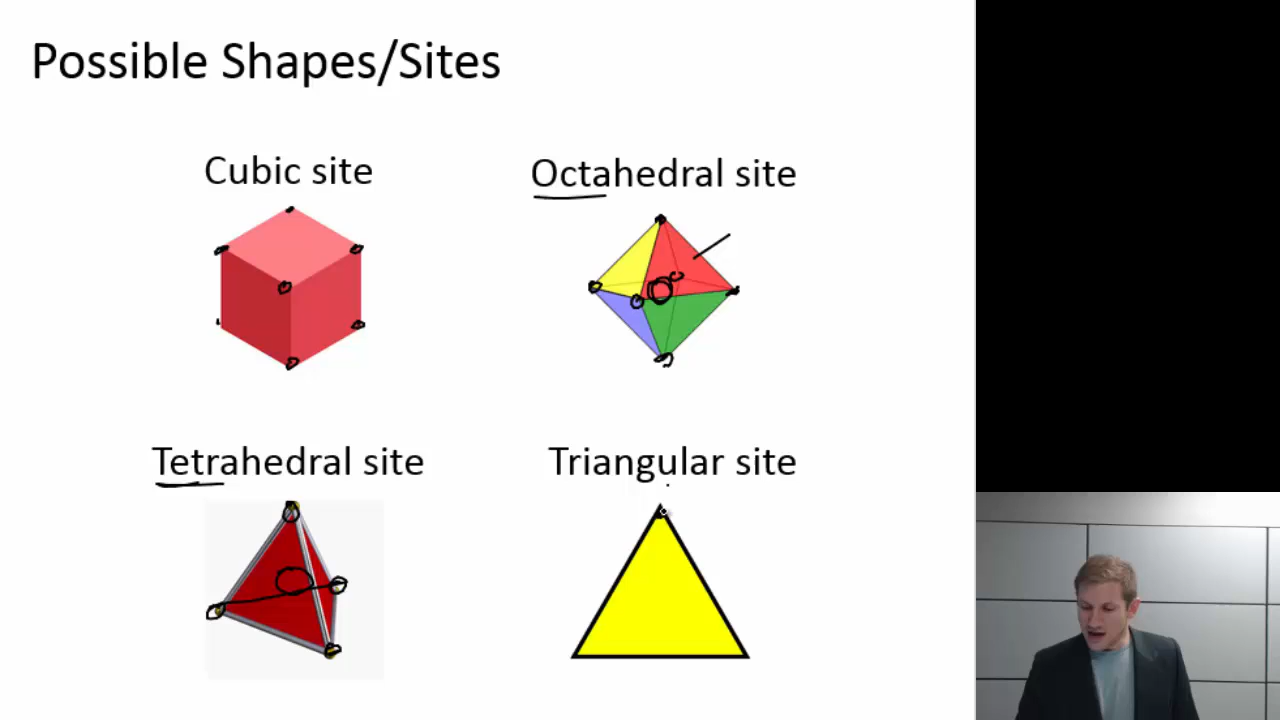 Possible Shapes/Sites
Cubic site
Octahedral site
Tetrahedral site
Triangular site